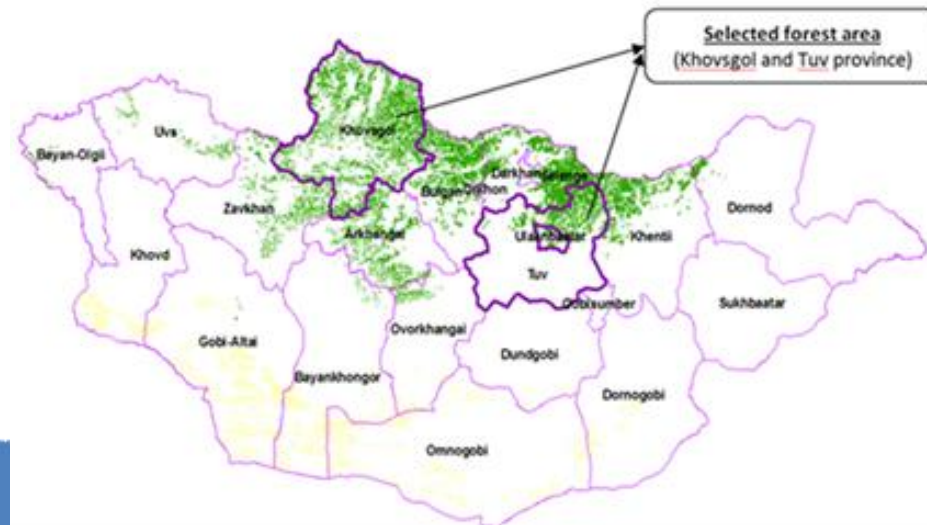 Selected forest area
(Khovsgol and Tuv province)
Khovsgol
Uvs
Bayan-Olgii
Darkhan
Selenge
Bulgan
Orkhon
Dornod
Zavkhan
Arkhangai
Ulaanbaatar
Khentii
Khovd
Tuv
Gobisumber
Sukhbaatar
Ovorkhangai
Gobi-Altai
Dundgobi
Bayankhongor
Dornogobi
Omnogobi